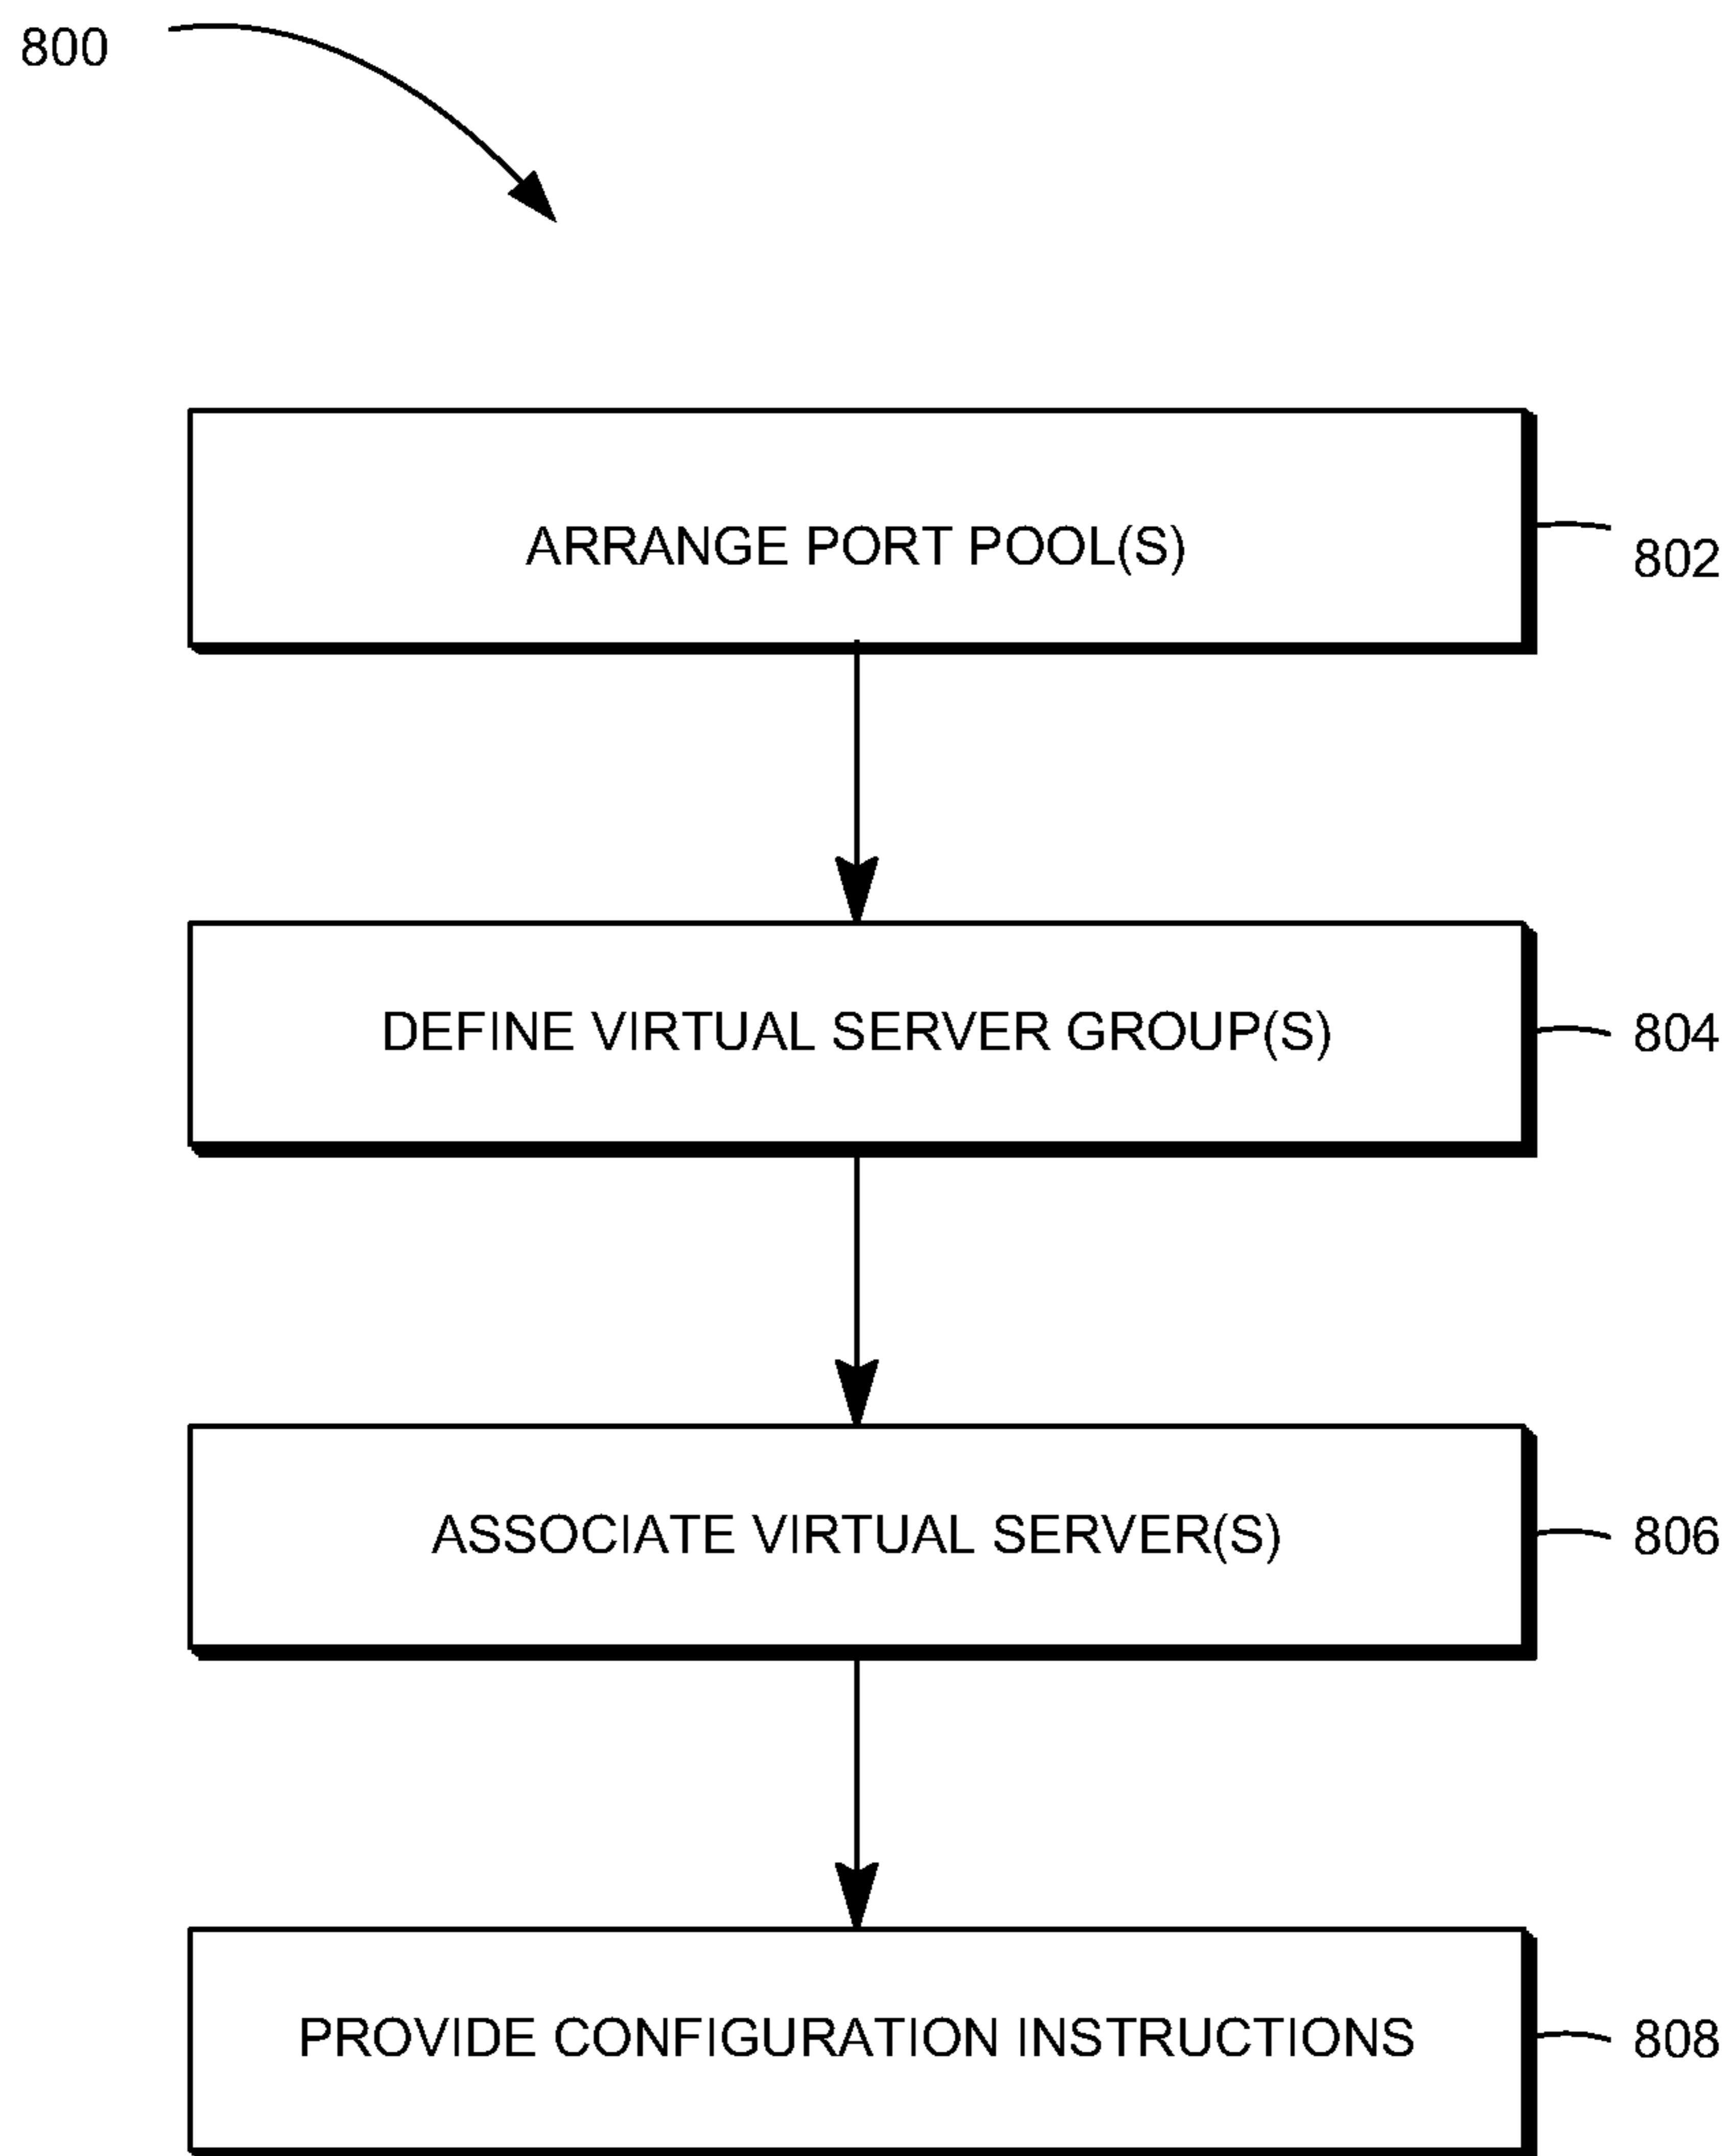 800
ARRANGE PORT POOL(S)
802
DEFINE VIRTUAL SERVER GROUP(S)
804
ASSOCIATE VIRTUAL SERVER(S)
806
PROVIDE CONFIGURATION INSTRUCTIONS
808